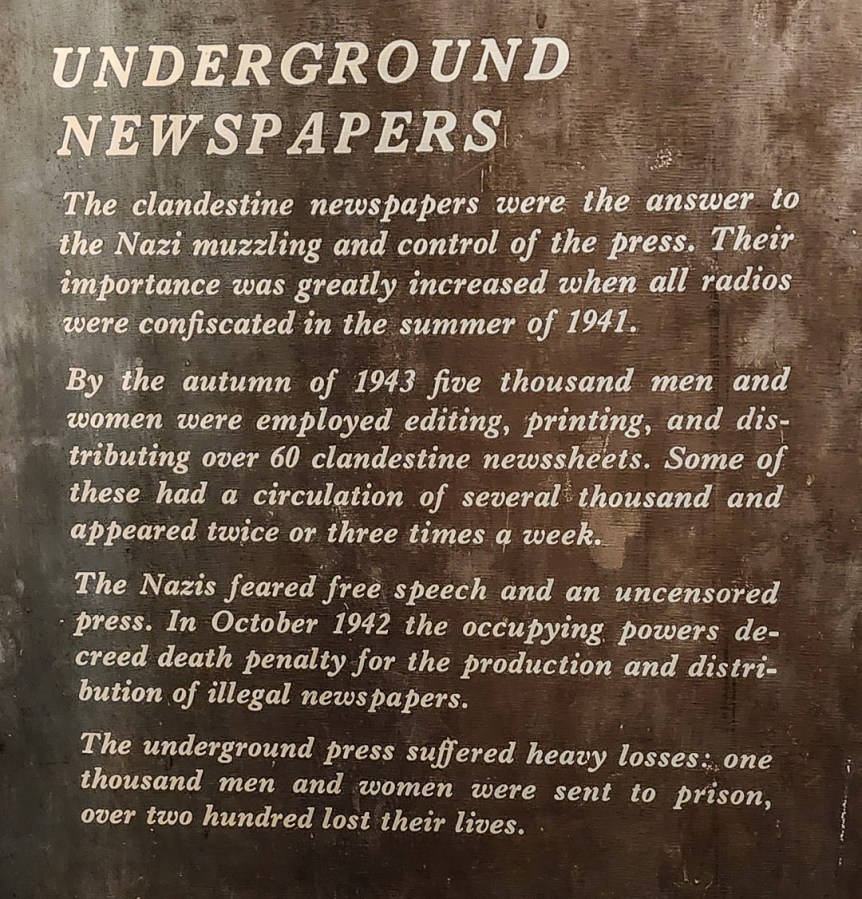 UNDERGROUND
NEWSPAPERS
The clandestine newspapers were the answer to
the Nazi muzzling and control of the press. Their
importance was greatly increased when all radios
were confiscated in the summer of 1941.
By the autumn of 1943 five thousand men and
women were employed editing, printing, and dis-
tributing over 60 clandestine newssheets. Some of
these had a circulation of several thousand and
appeared twice or three times a week.
The Nazis feared free speech and an uncensored
press. In October 1942 the occupying powers de-
creed death penalty for the production and distri-
bution of illegal newspapers.
The underground press suffered heavy losses: one
thousand men and women were sent to prison,
over two hundred lost their lives.